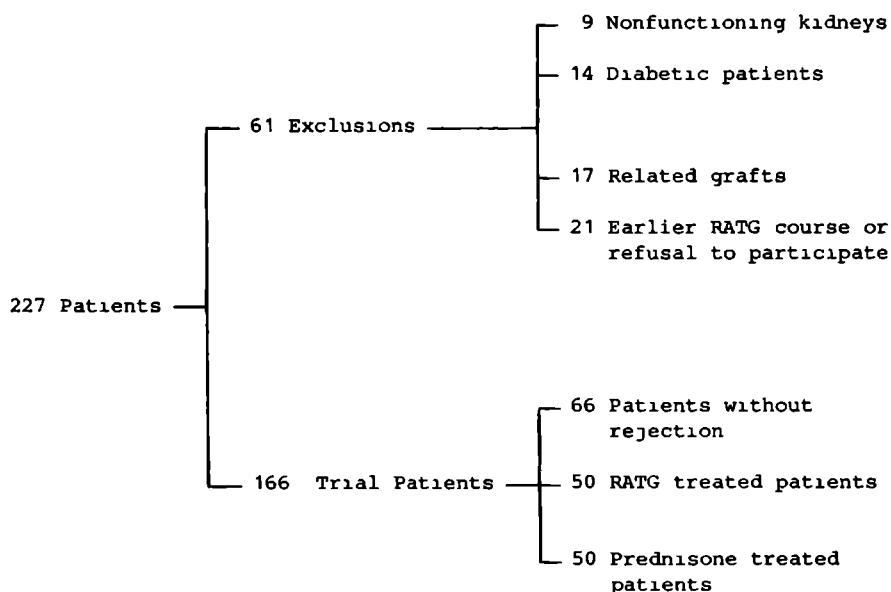 9 Nonfunctioning kidneys
14 Diabetic patients
61 Exclusions
17 Related grafts
21 Earlier RATG course or
refusal to participate
227 Patients
66 Patients without
rejection
166 Trial Patients
50 RATG treated patients
50 Prednisone treated
patients